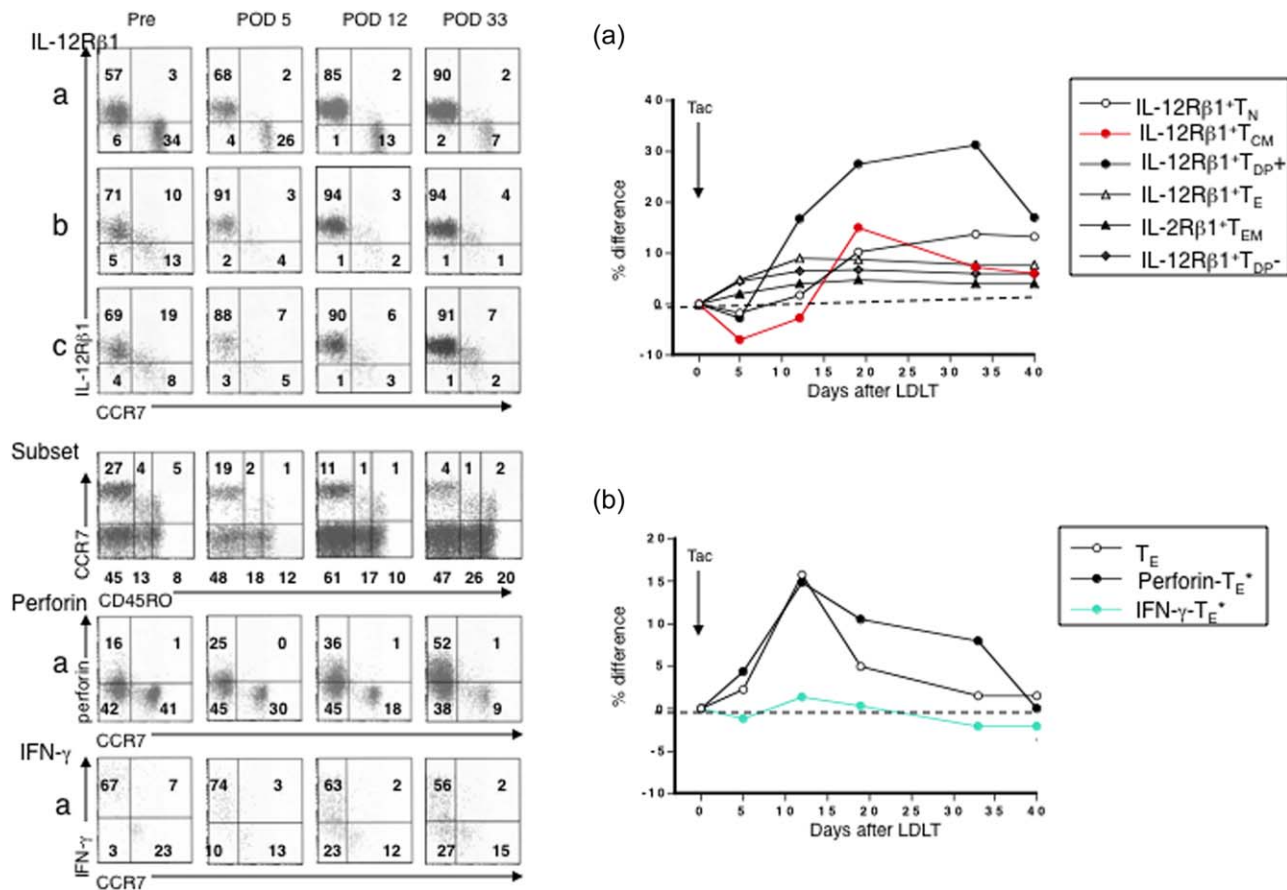 Pre POD 5 POD 12 POD 33
IL-12Rβ1
a
57 3 68 2 85 2 90 2
6 34 4 26 1 13 2 7
b
71 10 91 3 94 3 94 4
5 13 2 4 1 2 1 1
c
69 19 88 7 90 6 91 7
4 8 3 5 1 3 1 2
IL-12Rβ1
CCR7
Subset
27 4 5 19 2 1 11 1 1 4 1 2
CCR7
45 13 8 48 18 12 61 17 10 47 26 20
CD45RO
Perforin
a
16 1 25 0 36 1 52 1
perforin
42 41 45 30 45 18 38 9
CCR7
IFN-γ
a
67 7 74 3 63 2 56 2
3 23 10 13 23 12 27 15
IFN-γ
CCR7
(a)
40
30
20
10
0
-10
% difference
Tac
0 5 10 15 20 25 30 35 40
Days after LDLT
IL-12Rβ1+TN
IL-12Rβ1+TCM
IL-12Rβ1+TDP+
IL-12Rβ1+TE
IL-2Rβ1+TEM
IL-12Rβ1+TDP-
(b)
20
15
10
5
0
-5
-10
% difference
Tac
0 5 10 15 20 25 30 35 40
Days after LDLT
TE
Perforin-TE*
IFN-γ-TE*